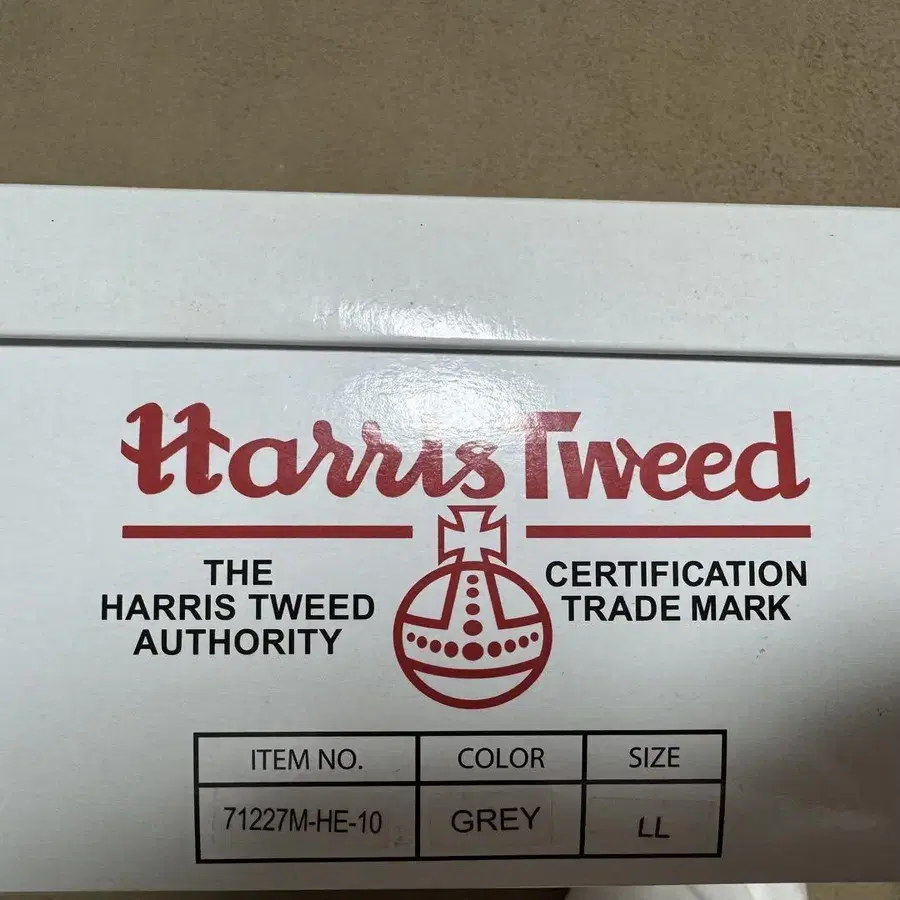 Harris Tweed
THE
HARRIS TWEED
AUTHORITY
CERTIFICATION
TRADE MARK
ITEM NO. COLOR SIZE
71227M-HE-10 GREY LL